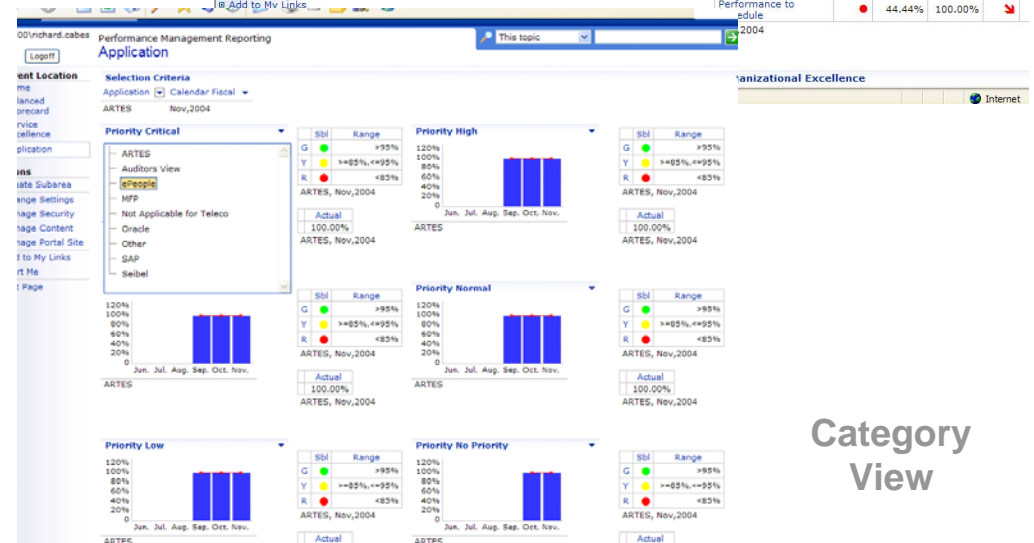 Add to My Links
Performance to
edule
44.44% 100.00%
2004
anizational Excellence
Internet
00\richard.cabes
Logoff
ent Location
me
lanced
orecard
rvice
cellence
plication
ons
ate Subarea
ange Settings
nage Security
nage Content
nage Portal Site
d to My Links
rt Me
t Page
Performance Management Reporting
Application
This topic
Selection Criteria
Application Calendar Fiscal
ARTES Nov,2004
Priority Critical
ARTES
Auditors View
ePeople
MFP
Not Applicable for Teleco
Oracle
Other
SAP
Seibel
Sbl Range
G >95%
Y >=85%,<=95%
R <85%
ARTES, Nov,2004
Actual
100.00%
ARTES, Nov,2004
Priority High
120%
100%
80%
60%
40%
20%
0
Jun. Jul. Aug. Sep. Oct. Nov.
ARTES
Sbl Range
G >95%
Y >=85%,<=95%
R <85%
ARTES, Nov,2004
Actual
100.00%
ARTES, Nov,2004
120%
100%
80%
60%
40%
20%
0
Jun. Jul. Aug. Sep. Oct. Nov.
ARTES
Sbl Range
G >95%
Y >=85%,<=95%
R <85%
ARTES, Nov,2004
Actual
100.00%
ARTES, Nov,2004
Priority Normal
120%
100%
80%
60%
40%
20%
0
Jun. Jul. Aug. Sep. Oct. Nov.
ARTES
Sbl Range
G >95%
Y >=85%,<=95%
R <85%
ARTES, Nov,2004
Actual
100.00%
ARTES, Nov,2004
Priority Low
120%
100%
80%
60%
40%
20%
0
Jun. Jul. Aug. Sep. Oct. Nov.
ARTES
Sbl Range
G >95%
Y >=85%,<=95%
R <85%
ARTES, Nov,2004
Actual
Priority No Priority
120%
100%
80%
60%
40%
20%
0
Jun. Jul. Aug. Sep. Oct. Nov.
ARTES
Sbl Range
G >95%
Y >=85%,<=95%
R <85%
ARTES, Nov,2004
Actual
Category
View